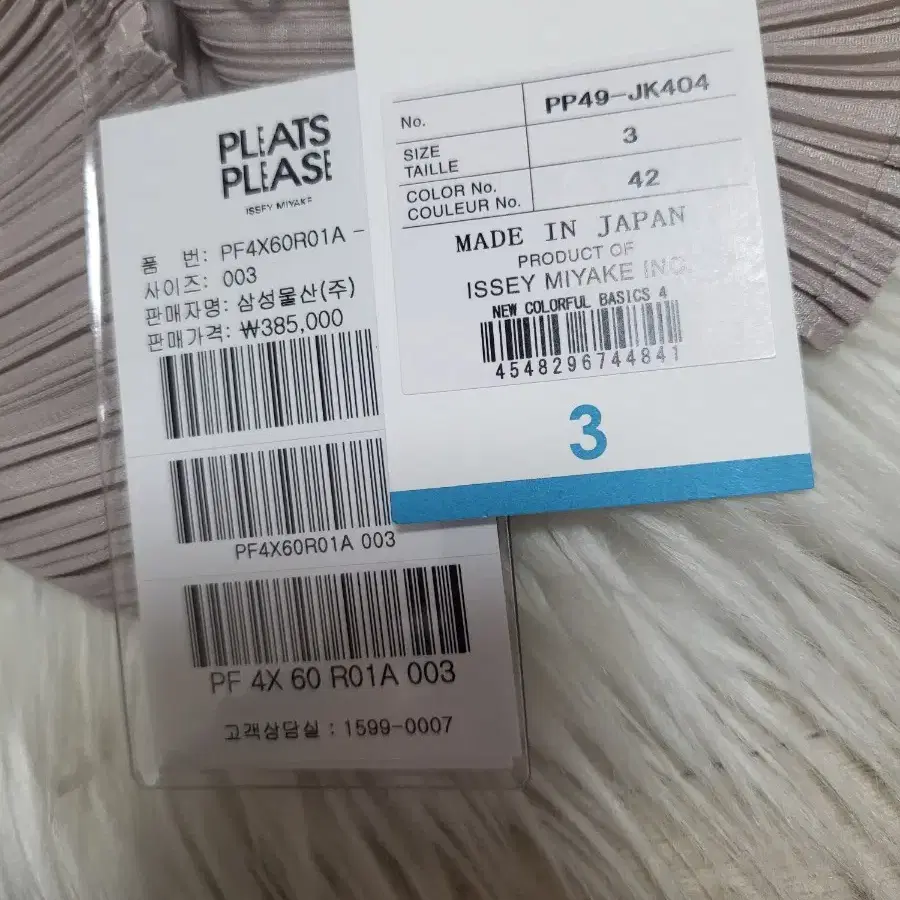 PLEATS
PLEASE
ISSEY MIYAKE
품 번: PF4X60R01A -
사이즈: 003
판매자명: 삼성물산(주)
판매가격: ₩385,000
PF4X60R01A 003
PF 4X 60 R01A 003
고객상담실 : 1599-0007
No. PP49-JK404
SIZE
TAILLE 3
COLOR No.
COULEUR No. 42
MADE IN JAPAN
PRODUCT OF
ISSEY MIYAKE INC.
NEW COLORFUL BASICS 4
4548296744841
3